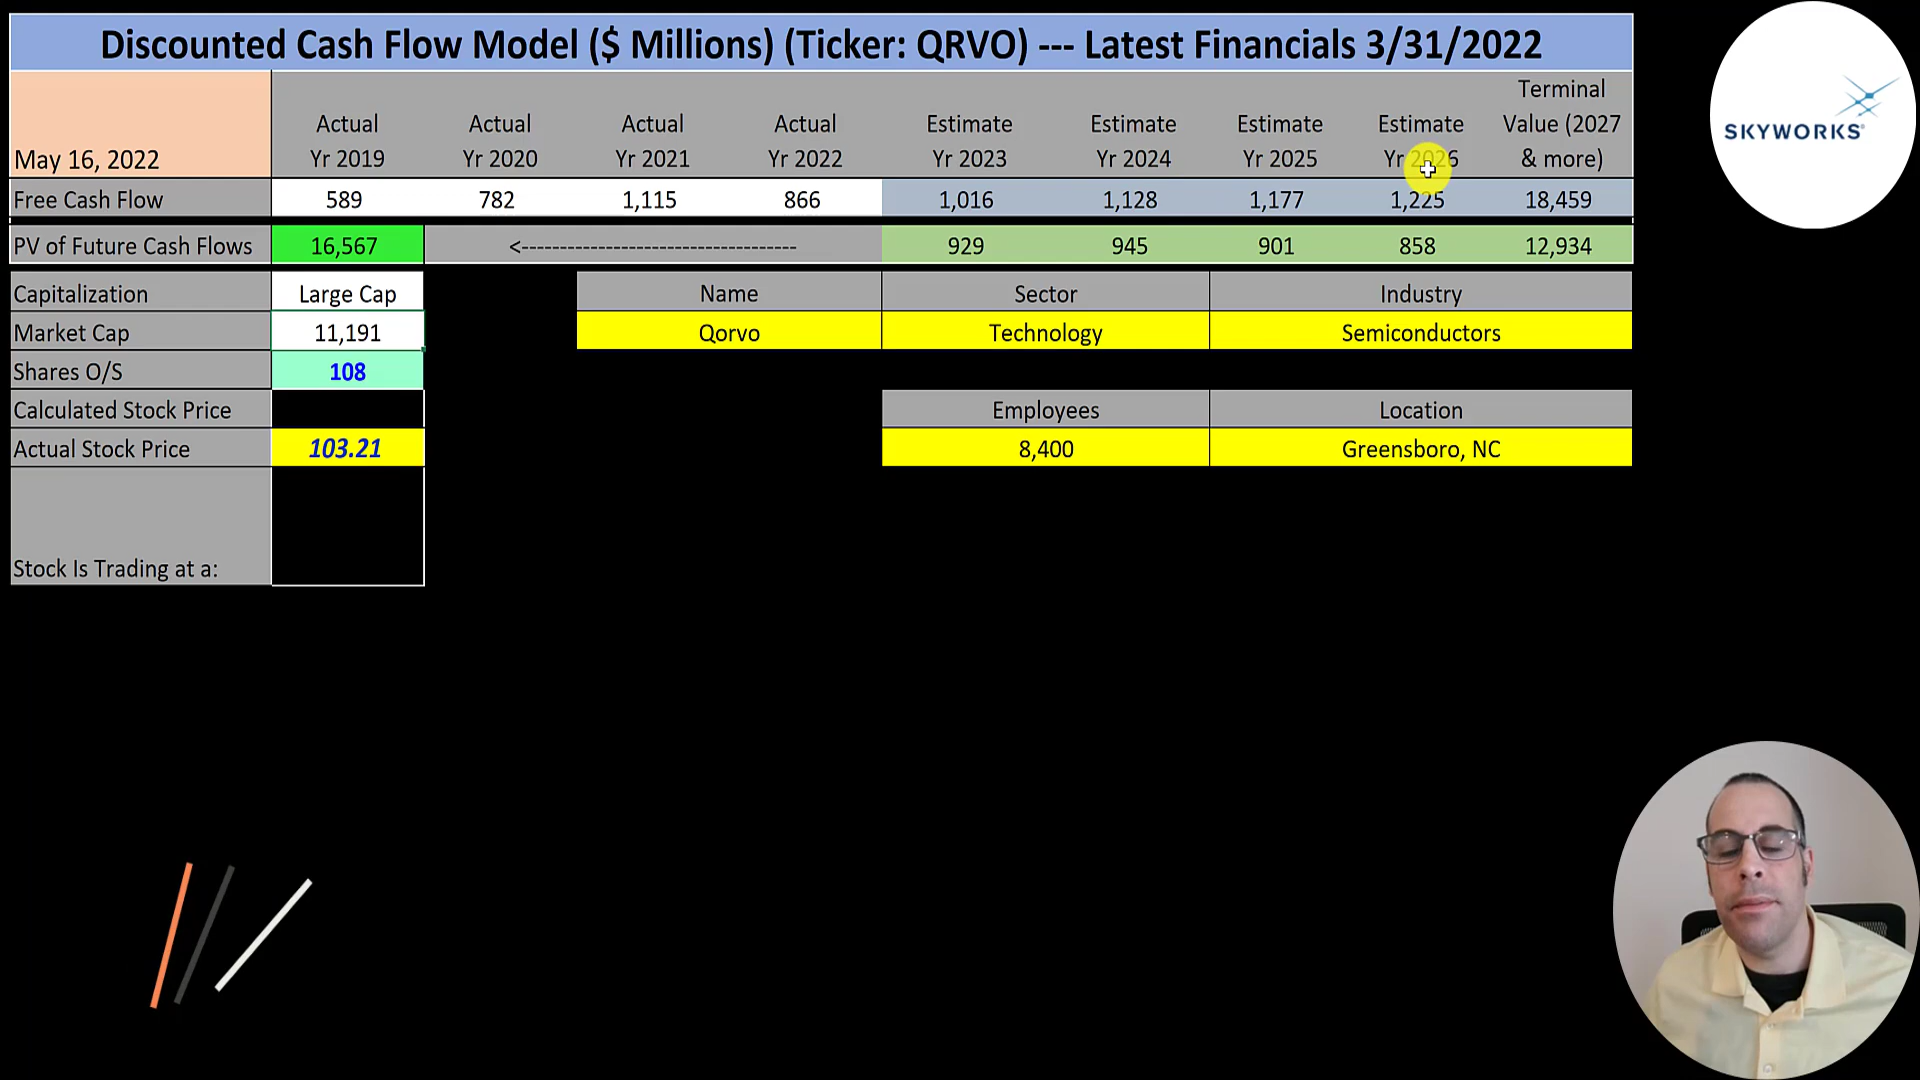 Discounted Cash Flow Model ($ Millions) (Ticker: QRVO) --- Latest Financials 3/31/2022
May 16, 2022 Actual Yr 2019 Actual Yr 2020 Actual Yr 2021 Actual Yr 2022 Estimate Yr 2023 Estimate Yr 2024 Estimate Yr 2025 Estimate Yr 2026 Terminal Value (2027 & more)
Free Cash Flow 589 782 1,115 866 1,016 1,128 1,177 1,225 18,459
PV of Future Cash Flows 16,567 <------------------------------------ 929 945 901 858 12,934
Capitalization Large Cap Name Sector Industry
Market Cap 11,191 Qorvo Technology Semiconductors
Shares O/S 108
Calculated Stock Price Employees Location
Actual Stock Price 103.21 8,400 Greensboro, NC
Stock Is Trading at a:
SKYWORKS